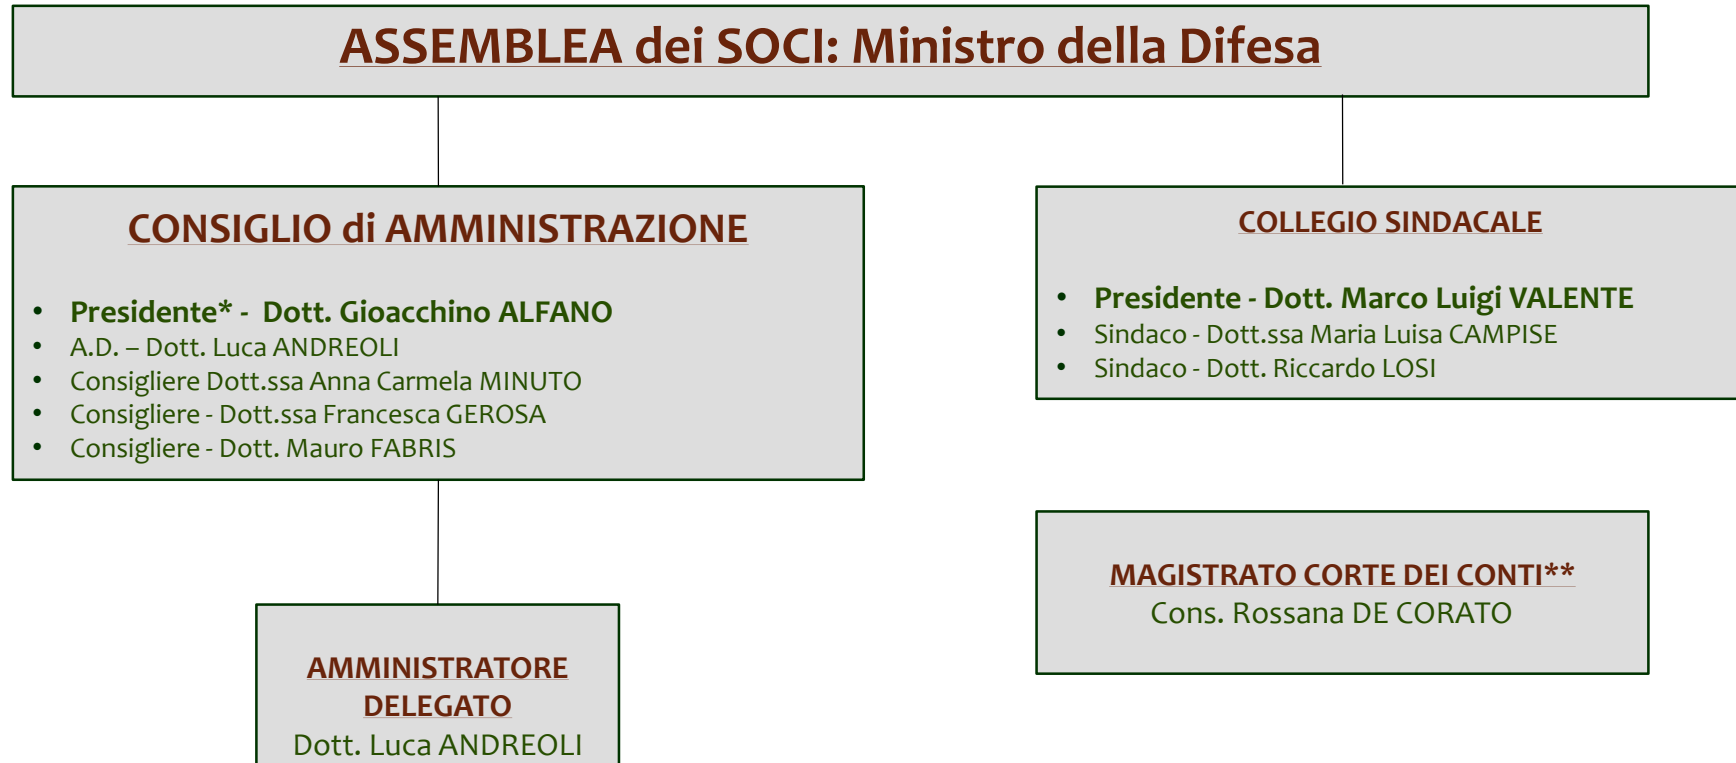 ASSEMBLEA dei SOCI: Ministro della Difesa
CONSIGLIO di AMMINISTRAZIONE
• Presidente* - Dott. Gioacchino ALFANO
• A.D. – Dott. Luca ANDREOLI
• Consigliere Dott.ssa Anna Carmela MINUTO
• Consigliere - Dott.ssa Francesca GEROSA
• Consigliere - Dott. Mauro FABRIS
COLLEGIO SINDACALE
• Presidente - Dott. Marco Luigi VALENTE
• Sindaco - Dott.ssa Maria Luisa CAMPISE
• Sindaco - Dott. Riccardo LOSI
MAGISTRATO CORTE DEI CONTI**
Cons. Rossana DE CORATO
AMMINISTRATORE
DELEGATO
Dott. Luca ANDREOLI